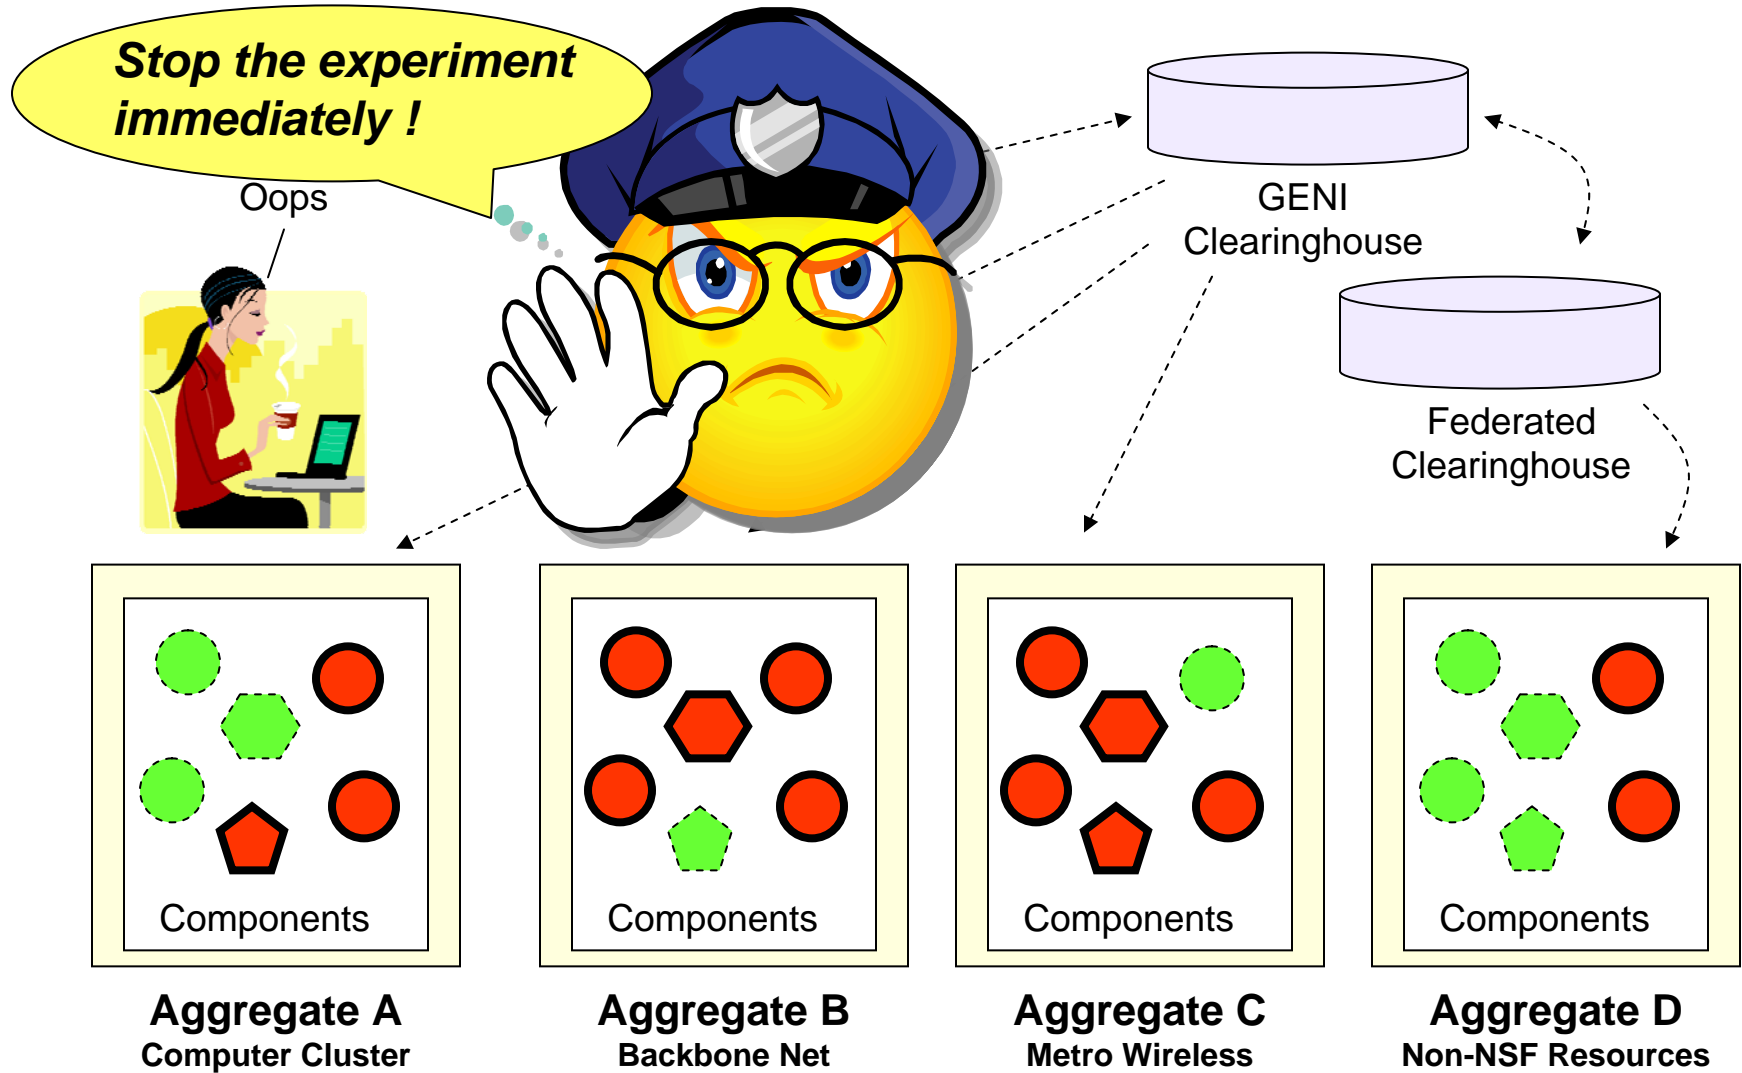 Stop the experiment
immediately !
Oops
GENI
Clearinghouse
Federated
Clearinghouse
Components
Components
Components
Components
Aggregate A
Computer Cluster
Aggregate B
Backbone Net
Aggregate C
Metro Wireless
Aggregate D
Non-NSF Resources